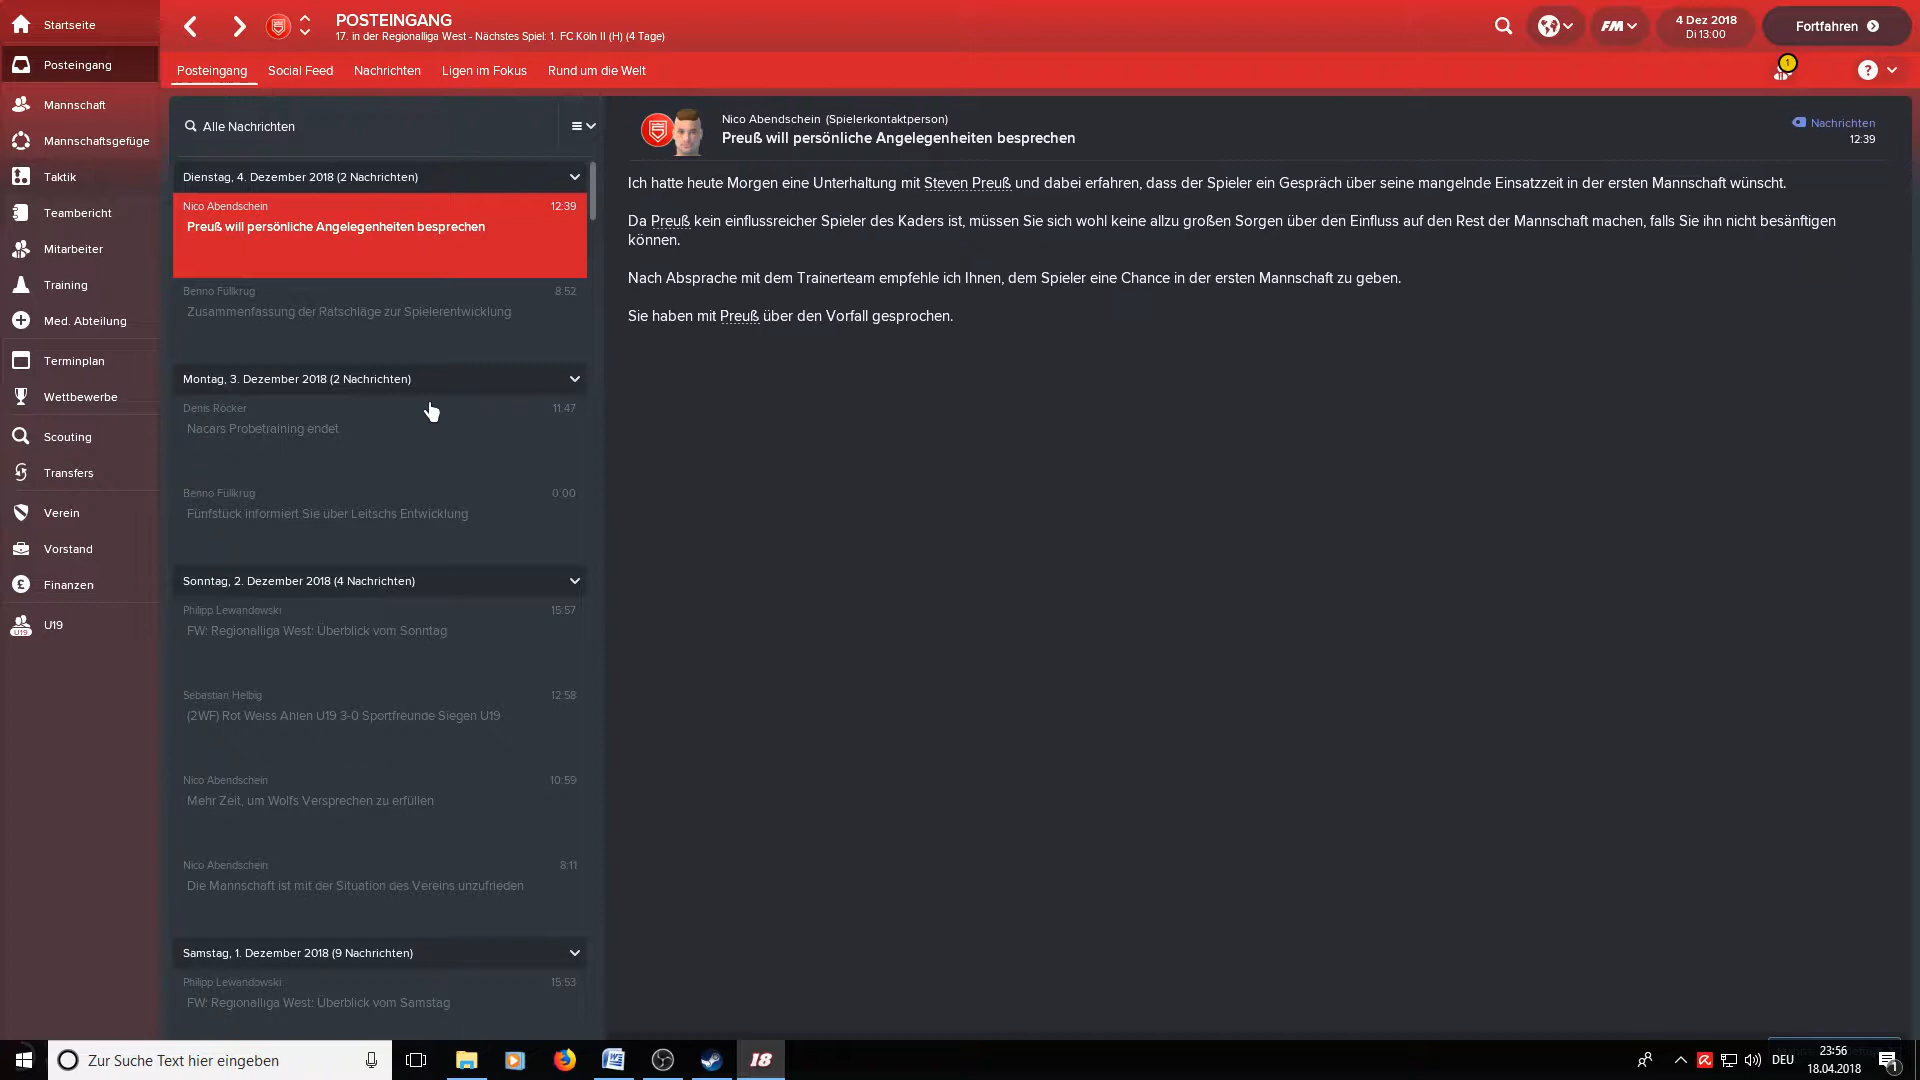 Startseite
Posteingang
Mannschaft
Mannschaftsgefüge
Taktik
Teambericht
Mitarbeiter
Training
Med. Abteilung
Terminplan
Wettbewerbe
Scouting
Transfers
Verein
Vorstand
Finanzen
U19
U19
POSTEINGANG
17. in der Regionalliga West - Nächstes Spiel: 1. FC Köln II (H) (4 Tage)
FM
4 Dez 2018
Di 13:00
Fortfahren
Posteingang
Social Feed
Nachrichten
Ligen im Fokus
Rund um die Welt
1
?
Alle Nachrichten
Dienstag, 4. Dezember 2018 (2 Nachrichten)
Nico Abendschein 12:39
Preuß will persönliche Angelegenheiten besprechen
Benno Füllkrug 8:52
Zusammenfassung der Ratschläge zur Spielerentwicklung
Montag, 3. Dezember 2018 (2 Nachrichten)
Denis Röcker 11:47
Nacars Probetraining endet
Benno Füllkrug 0:00
Fünfstück informiert Sie über Leitschs Entwicklung
Sonntag, 2. Dezember 2018 (4 Nachrichten)
Philipp Lewandowski 15:57
FW: Regionalliga West: Überblick vom Sonntag
Sebastian Helbig 12:58
(2WF) Rot Weiss Ahlen U19 3-0 Sportfreunde Siegen U19
Nico Abendschein 10:59
Mehr Zeit, um Wolfs Versprechen zu erfüllen
Nico Abendschein 8:11
Die Mannschaft ist mit der Situation des Vereins unzufrieden
Samstag, 1. Dezember 2018 (9 Nachrichten)
Philipp Lewandowski 15:53
FW: Regionalliga West: Überblick vom Samstag
Nico Abendschein (Spielerkontaktperson)
Preuß will persönliche Angelegenheiten besprechen
Nachrichten
12:39
Ich hatte heute Morgen eine Unterhaltung mit Steven Preuß und dabei erfahren, dass der Spieler ein Gespräch über seine mangelnde Einsatzzeit in der ersten Mannschaft wünscht.
Da Preuß kein einflussreicher Spieler des Kaders ist, müssen Sie sich wohl keine allzu großen Sorgen über den Einfluss auf den Rest der Mannschaft machen, falls Sie ihn nicht besänftigen
können.
Nach Absprache mit dem Trainerteam empfehle ich Ihnen, dem Spieler eine Chance in der ersten Mannschaft zu geben.
Sie haben mit Preuß über den Vorfall gesprochen.
Zur Suche Text hier eingeben
18
DEU
23:56
18.04.2018
1